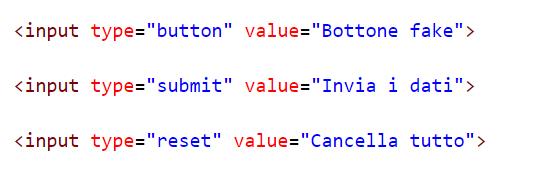 <input type="button" value="Bottone fake">
<input type="submit" value="Invia i dati">
<input type="reset" value="Cancella tutto">